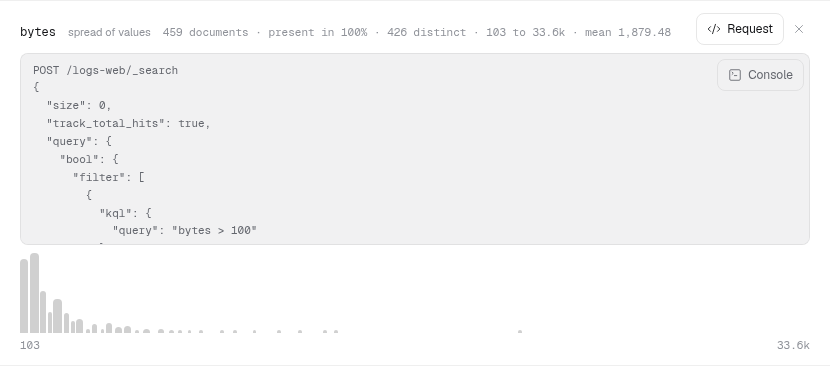 bytes spread of values 459 documents · present in 100% · 426 distinct · 103 to 33.6k · mean 1,879.48
Request
POST /logs-web/_search
Console
{
  "size": 0,
  "track_total_hits": true,
  "query": {
    "bool": {
      "filter": [
        {
          "kql": {
            "query": "bytes > 100"
103
33.6k